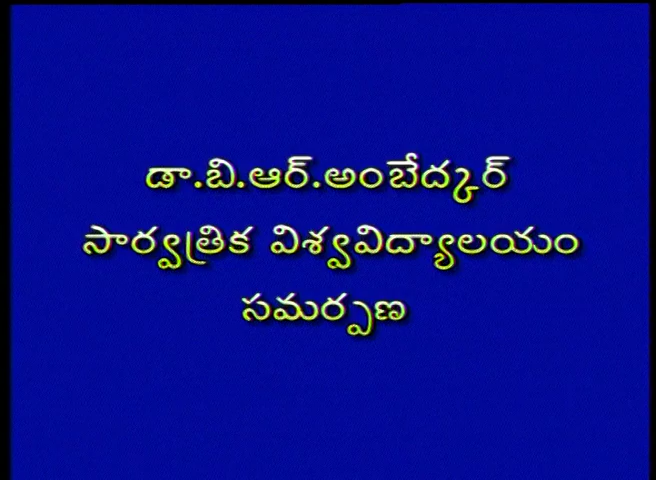 డా.బి.ఆర్.అంబేద్కర్
సార్వత్రిక విశ్వవిద్యాలయం
సమర్పణ